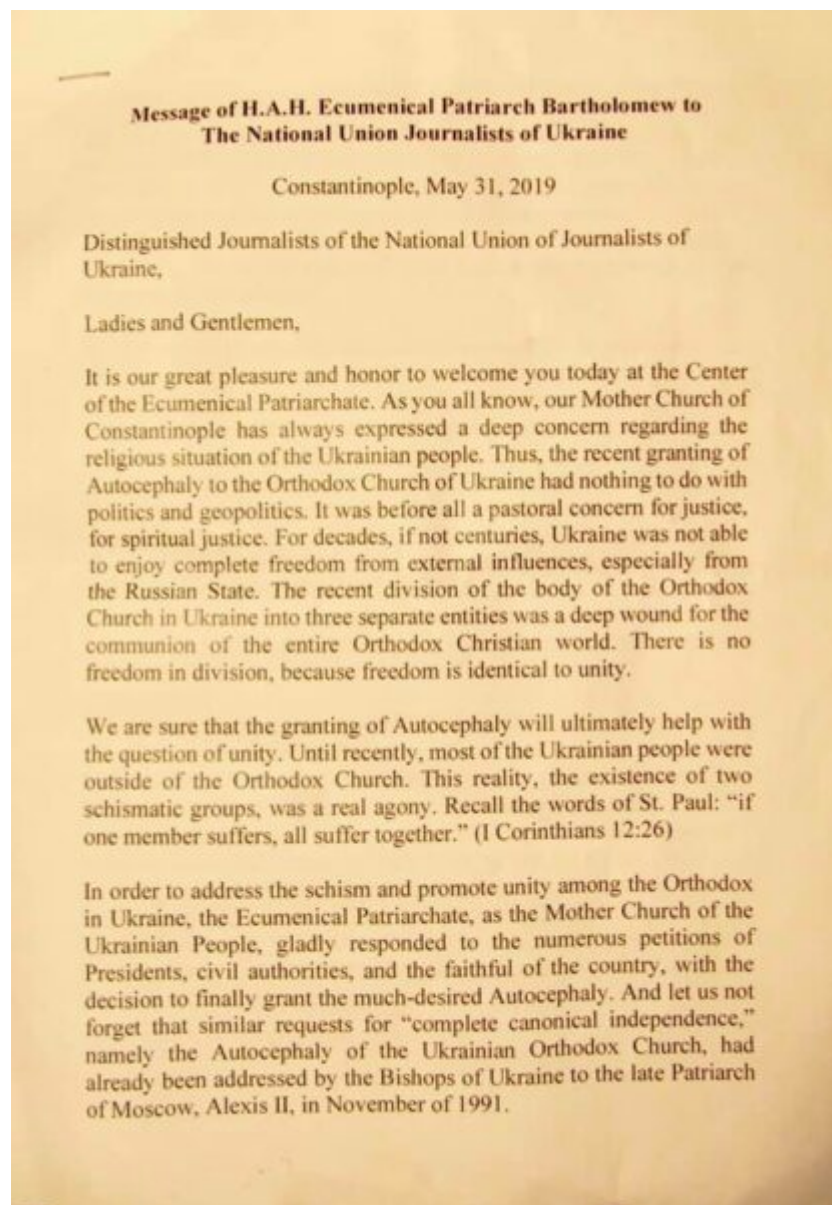 Message of H.A.H. Ecumenical Patriarch Bartholomew to
The National Union Journalists of Ukraine
Constantinople, May 31, 2019
Distinguished Journalists of the National Union of Journalists of
Ukraine,
Ladies and Gentlemen,
It is our great pleasure and honor to welcome you today at the Center
of the Ecumenical Patriarchate. As you all know, our Mother Church of
Constantinople has always expressed a deep concern regarding the
religious situation of the Ukrainian people. Thus, the recent granting of
Autocephaly to the Orthodox Church of Ukraine had nothing to do with
politics and geopolitics. It was before all a pastoral concern for justice,
for spiritual justice. For decades, if not centuries, Ukraine was not able
to enjoy complete freedom from external influences, especially from
the Russian State. The recent division of the body of the Orthodox
Church in Ukraine into three separate entities was a deep wound for the
communion of the entire Orthodox Christian world. There is no
freedom in division, because freedom is identical to unity.
We are sure that the granting of Autocephaly will ultimately help with
the question of unity. Until recently, most of the Ukrainian people were
outside of the Orthodox Church. This reality, the existence of two
schismatic groups, was a real agony. Recall the words of St. Paul: “if
one member suffers, all suffer together.” (I Corinthians 12:26)
In order to address the schism and promote unity among the Orthodox
in Ukraine, the Ecumenical Patriarchate, as the Mother Church of the
Ukrainian People, gladly responded to the numerous petitions of
Presidents, civil authorities, and the faithful of the country, with the
decision to finally grant the much-desired Autocephaly. And let us not
forget that similar requests for “complete canonical independence,”
namely the Autocephaly of the Ukrainian Orthodox Church, had
already been addressed by the Bishops of Ukraine to the late Patriarch
of Moscow, Alexis II, in November of 1991.